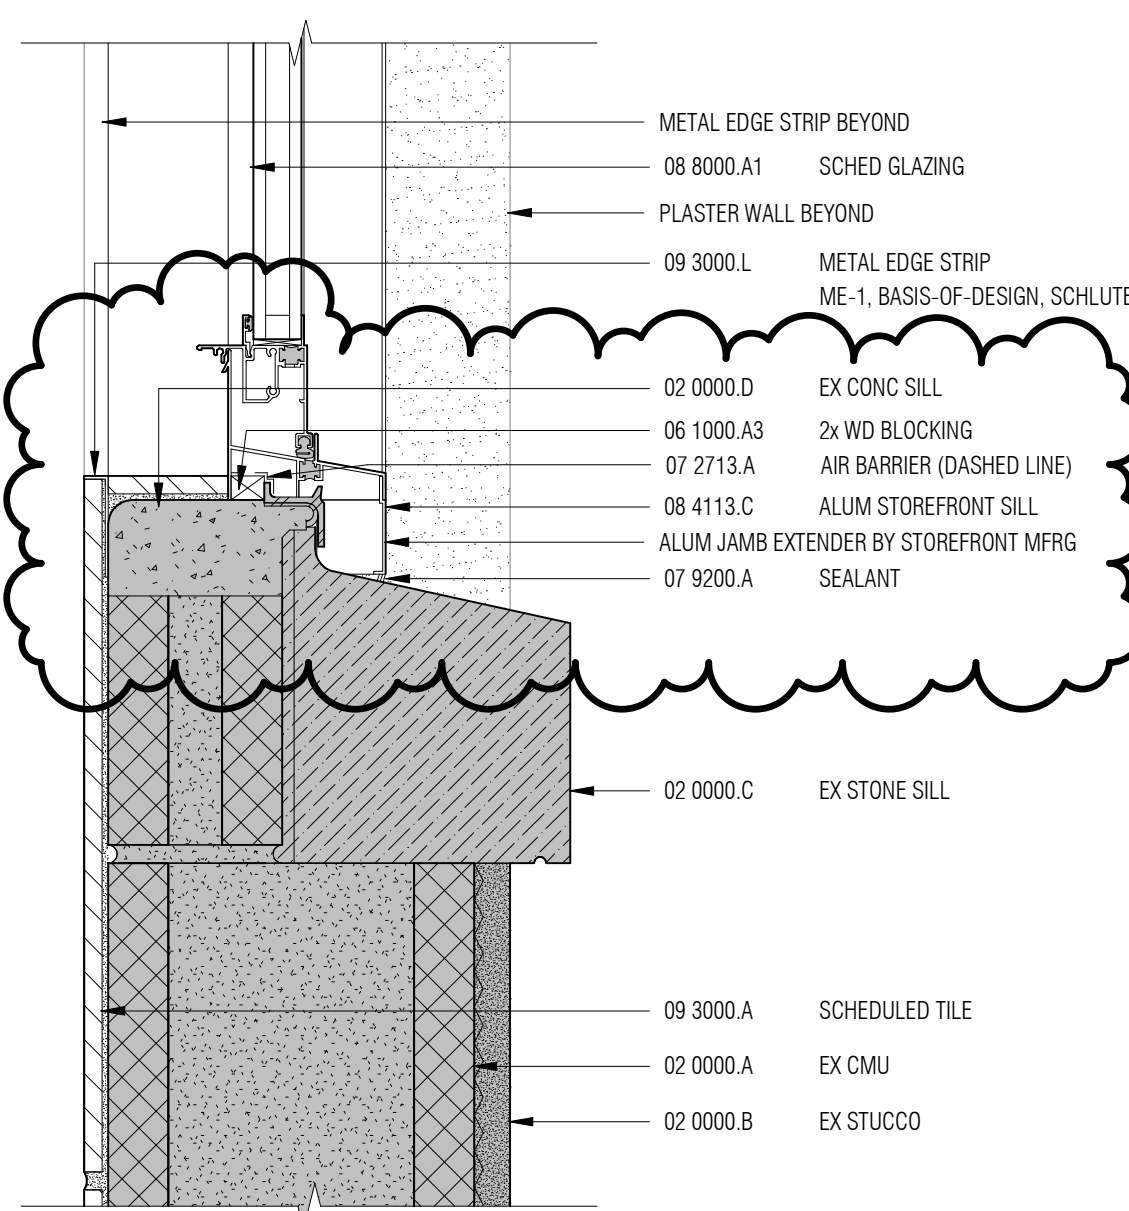 METAL EDGE STRIP BEYOND
08 8000.A1 SCHED GLAZING
PLASTER WALL BEYOND
09 3000.L METAL EDGE STRIP
ME-1, BASIS-OF-DESIGN, SCHLUTE
02 0000.D EX CONC SILL
06 1000.A3 2x WD BLOCKING
07 2713.A AIR BARRIER (DASHED LINE)
08 4113.C ALUM STOREFRONT SILL
ALUM JAMB EXTENDER BY STOREFRONT MFRG
07 9200.A SEALANT
02 0000.C EX STONE SILL
09 3000.A SCHEDULED TILE
02 0000.A EX CMU
02 0000.B EX STUCCO